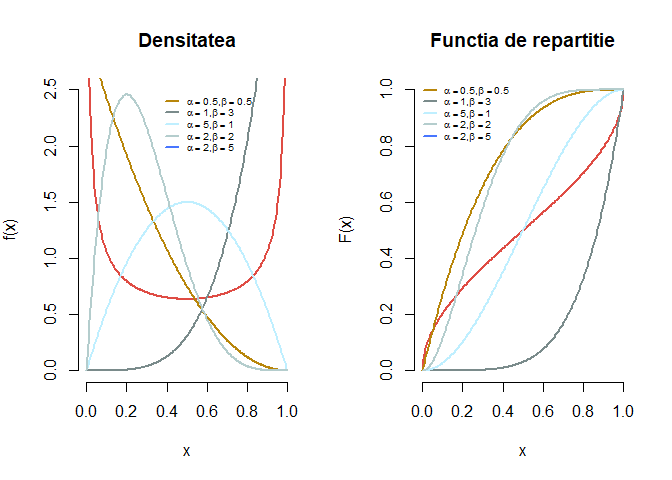 Densitatea
f(x)
2.5
2.0
1.5
1.0
0.5
0.0
α = 0.5,β = 0.5
α = 1,β = 3
α = 5,β = 1
α = 2,β = 2
α = 2,β = 5
0.0 0.2 0.4 0.6 0.8 1.0
x
Functia de repartitie
F(x)
1.0
0.8
0.6
0.4
0.2
0.0
α = 0.5,β = 0.5
α = 1,β = 3
α = 5,β = 1
α = 2,β = 2
α = 2,β = 5
0.0 0.2 0.4 0.6 0.8 1.0
x